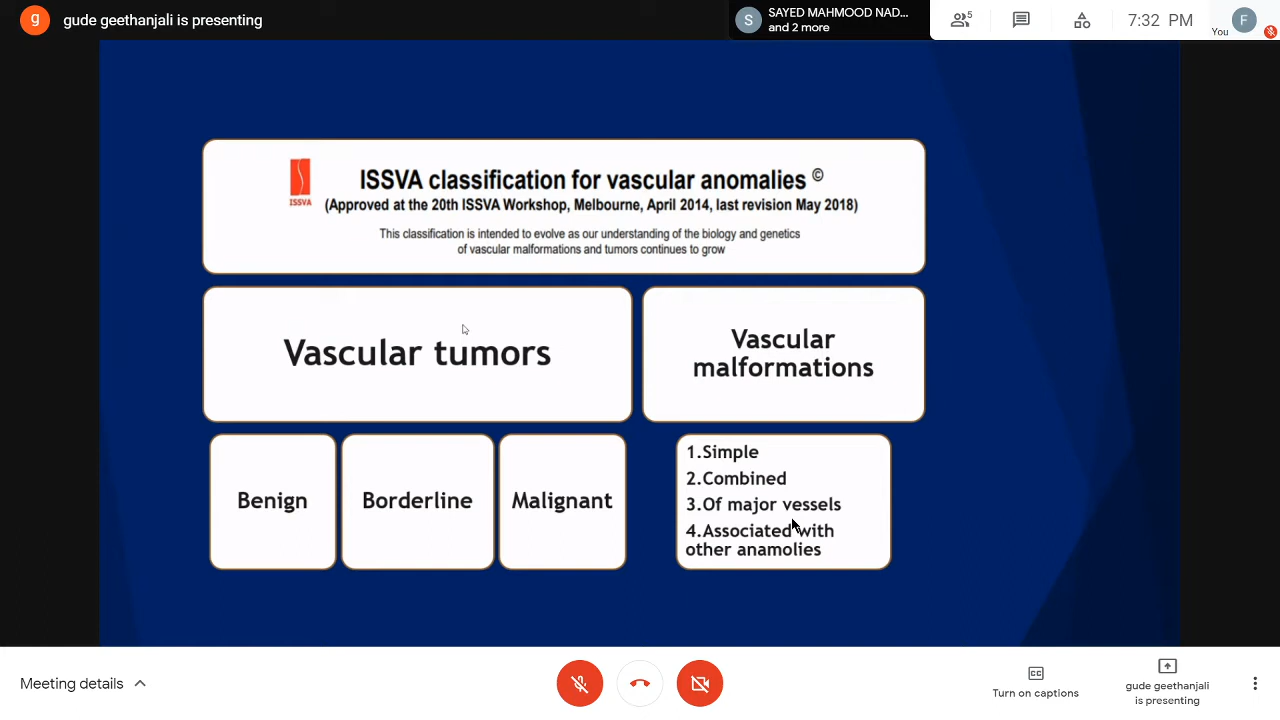 g
gude geethanjali is presenting
S
SAYED MAHMOOD NAD...
and 2 more
5
7:32 PM
You
F
ISSVA
ISSVA classification for vascular anomalies ©
(Approved at the 20th ISSVA Workshop, Melbourne, April 2014, last revision May 2018)
This classification is intended to evolve as our understanding of the biology and genetics
of vascular malformations and tumors continues to grow
Vascular tumors
Vascular
malformations
Benign
Borderline
Malignant
1.Simple
2.Combined
3.Of major vessels
4.Associated with
other anamolies
Meeting details
CC
Turn on captions
gude geethanjali
is presenting